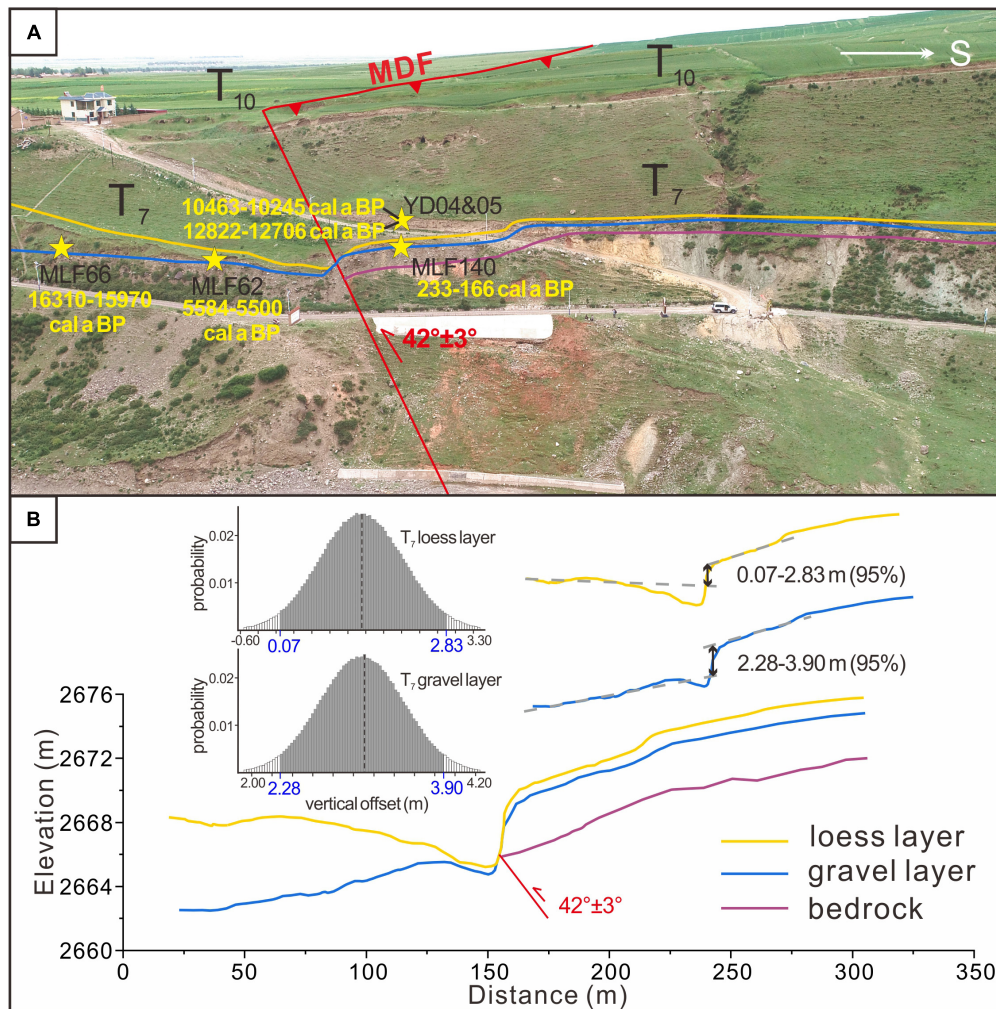 A
MDF
S
T10
T10
T7
T7
10463-10245 cal a BP
12822-12706 cal a BP
YD04&05
MLF66
16310-15970
cal a BP
MLF62
5584-5500
cal a BP
MLF140
233-166 cal a BP
42°±3°
B
probability
0.02
0.01
T7 loess layer
-0.60
0.07
2.83
3.30
probability
0.02
0.01
T7 gravel layer
2.00
2.28
3.90
4.20
vertical offset (m)
0.07-2.83 m (95%)
2.28-3.90 m (95%)
Elevation (m)
2676
2672
2668
2664
2660
42°±3°
loess layer
gravel layer
bedrock
0
50
100
150
200
250
300
350
Distance (m)